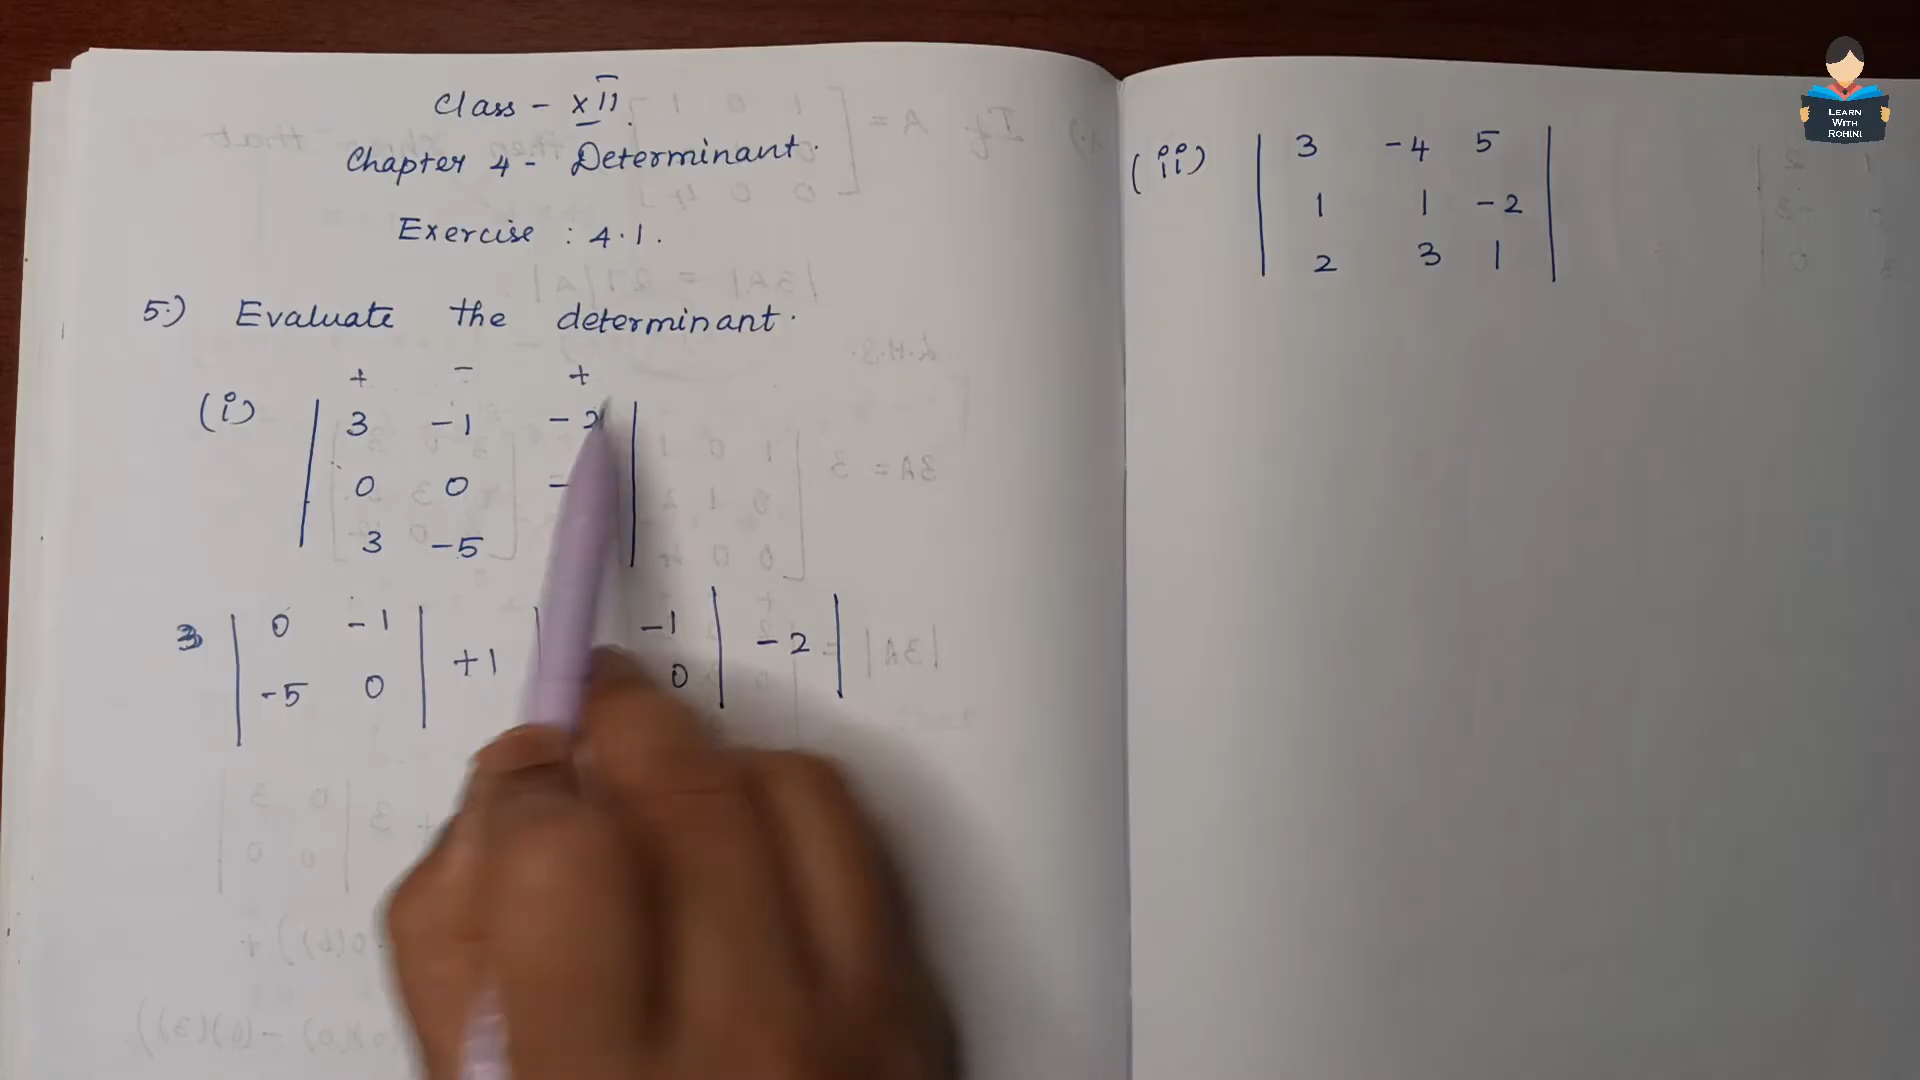 Class - XII.
Chapter 4 - Determinant.
Exercise : 4.1.
5.) Evaluate the determinant.
+ - +
(i) | 3 -1 -2 |
0 0 -
3 -5
3 | 0 -1 | +1 | -1 | -2 |
-5 0 0
(ii) | 3 -4 5 |
1 1 -2
2 3 1
LEARN
WITH
ROHINI